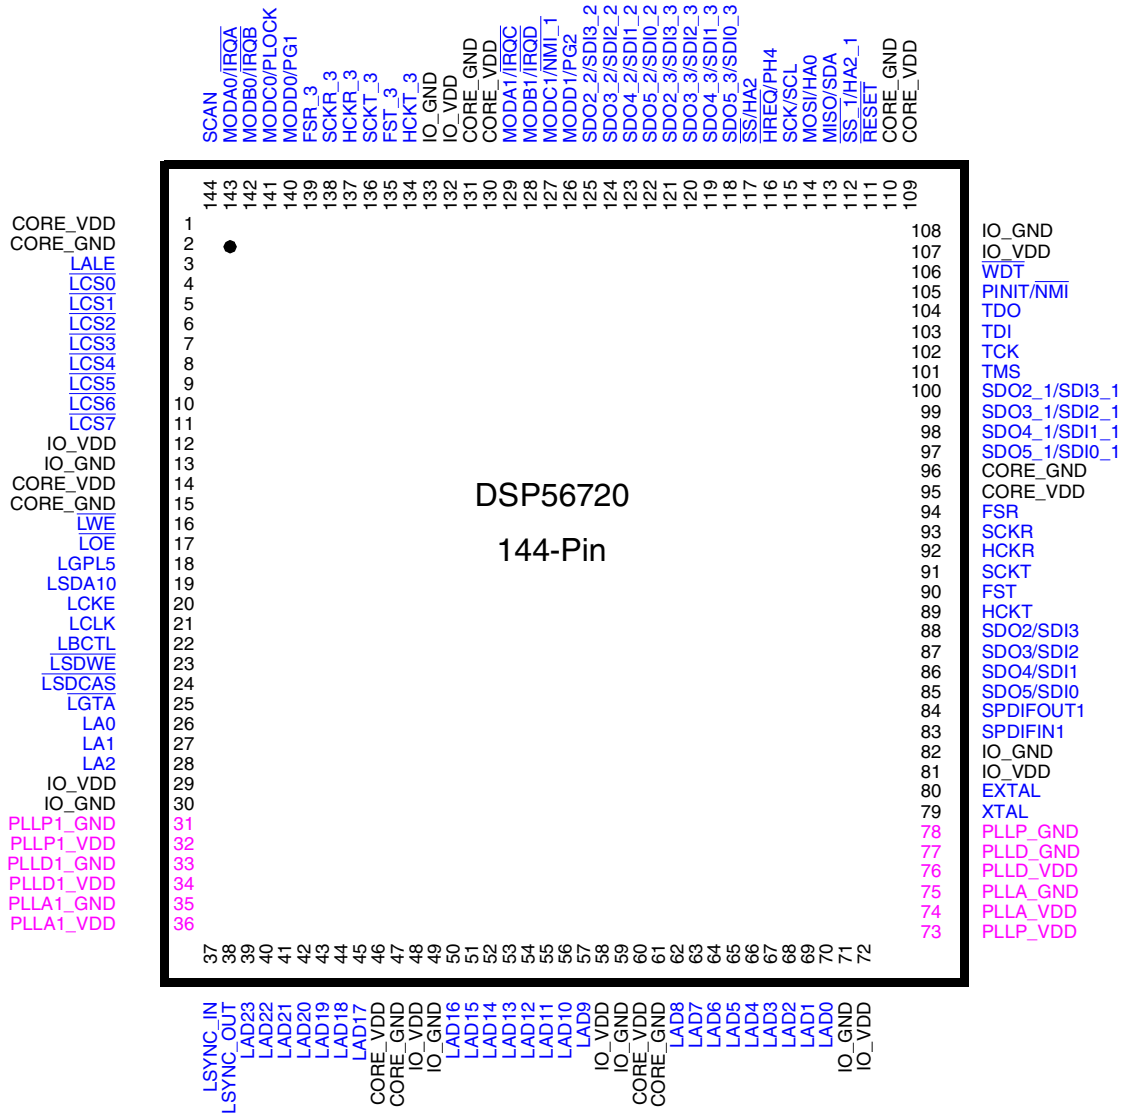 SCAN
MODA0/IRQA
MODB0/IRQB
MODC0/PLOCK
MODD0/PG1
FSR_3
SCKR_3
HCKR_3
SCKT_3
FST_3
HCKT_3
IO_GND
IO_VDD
CORE_GND
CORE_VDD
MODA1/IRQC
MODB1/IRQD
MODC1/NMI_1
MODD1/PG2
SDO2_2/SDI3_2
SDO3_2/SDI2_2
SDO4_2/SDI1_2
SDO5_2/SDI0_2
SDO2_3/SDI3_3
SDO3_3/SDI2_3
SDO4_3/SDI1_3
SDO5_3/SDI0_3
SS/HA2
HREQ/PH4
SCK/SCL
MOSI/HA0
MISO/SDA
SS_1/HA2_1
RESET
CORE_GND
CORE_VDD
144
143
142
141
140
139
138
137
136
135
134
133
132
131
130
129
128
127
126
125
124
123
122
121
120
119
118
117
116
115
114
113
112
111
110
109
CORE_VDD 1
CORE_GND 2
LALE 3
LCS0 4
LCS1 5
LCS2 6
LCS3 7
LCS4 8
LCS5 9
LCS6 10
LCS7 11
IO_VDD 12
IO_GND 13
CORE_VDD 14
CORE_GND 15
LWE 16
LOE 17
LGPL5 18
LSDA10 19
LCKE 20
LCLK 21
LBCTL 22
LSDWE 23
LSDCAS 24
LGTA 25
LA0 26
LA1 27
LA2 28
IO_VDD 29
IO_GND 30
PLLP1_GND 31
PLLP1_VDD 32
PLLD1_GND 33
PLLD1_VDD 34
PLLA1_GND 35
PLLA1_VDD 36
DSP56720
144-Pin
108 IO_GND
107 IO_VDD
106 WDT
105 PINIT/NMI
104 TDO
103 TDI
102 TCK
101 TMS
100 SDO2_1/SDI3_1
99 SDO3_1/SDI2_1
98 SDO4_1/SDI1_1
97 SDO5_1/SDI0_1
96 CORE_GND
95 CORE_VDD
94 FSR
93 SCKR
92 HCKR
91 SCKT
90 FST
89 HCKT
88 SDO2/SDI3
87 SDO3/SDI2
86 SDO4/SDI1
85 SDO5/SDI0
84 SPDIFOUT1
83 SPDIFIN1
82 IO_GND
81 IO_VDD
80 EXTAL
79 XTAL
78 PLLP_GND
77 PLLD_GND
76 PLLD_VDD
75 PLLA_GND
74 PLLA_VDD
73 PLLP_VDD
37
38
39
40
41
42
43
44
45
46
47
48
49
50
51
52
53
54
55
56
57
58
59
60
61
62
63
64
65
66
67
68
69
70
71
72
LSYNC_IN
LSYNC_OUT
LAD23
LAD22
LAD21
LAD20
LAD19
LAD18
LAD17
CORE_VDD
CORE_GND
IO_VDD
IO_GND
LAD16
LAD15
LAD14
LAD13
LAD12
LAD11
LAD10
LAD9
IO_VDD
IO_GND
CORE_VDD
CORE_GND
LAD8
LAD7
LAD6
LAD5
LAD4
LAD3
LAD2
LAD1
LAD0
IO_GND
IO_VDD